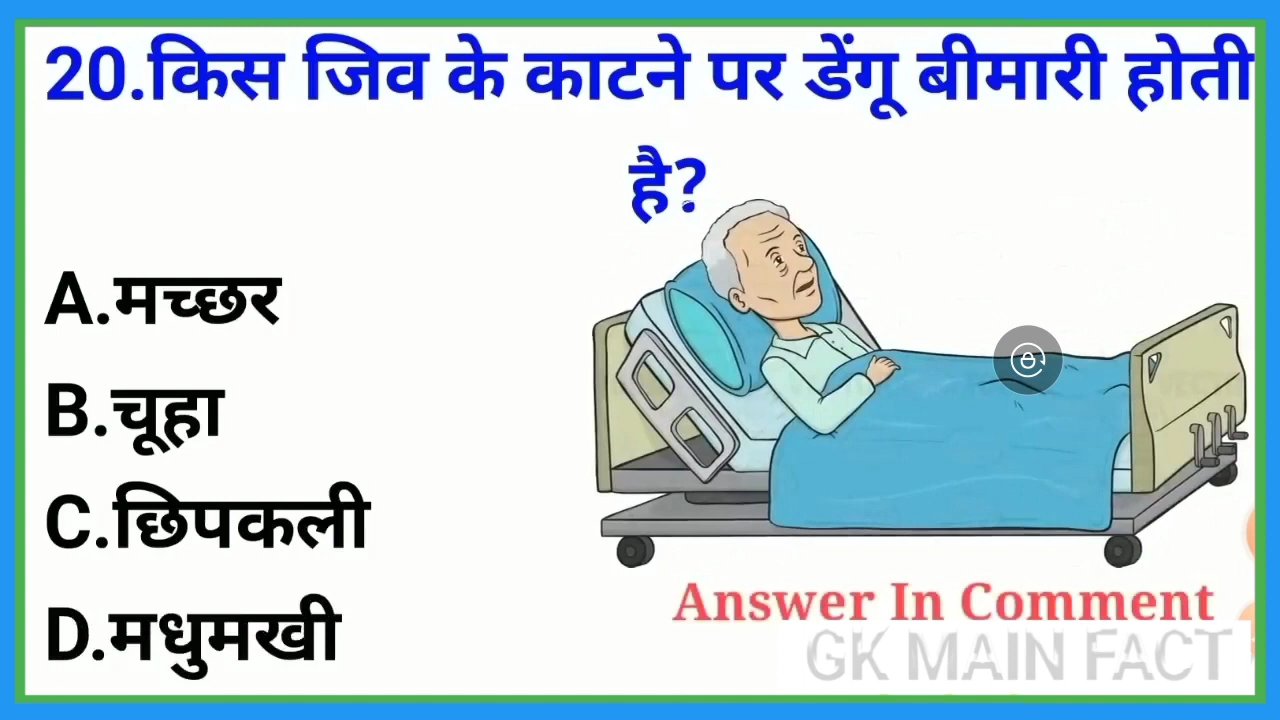 20.किस जिव के काटने पर डेंगू बीमारी होती
है?
A.मच्छर
B.चूहा
C.छिपकली
D.मधुमखी
Answer In Comment
GK MAIN FACT